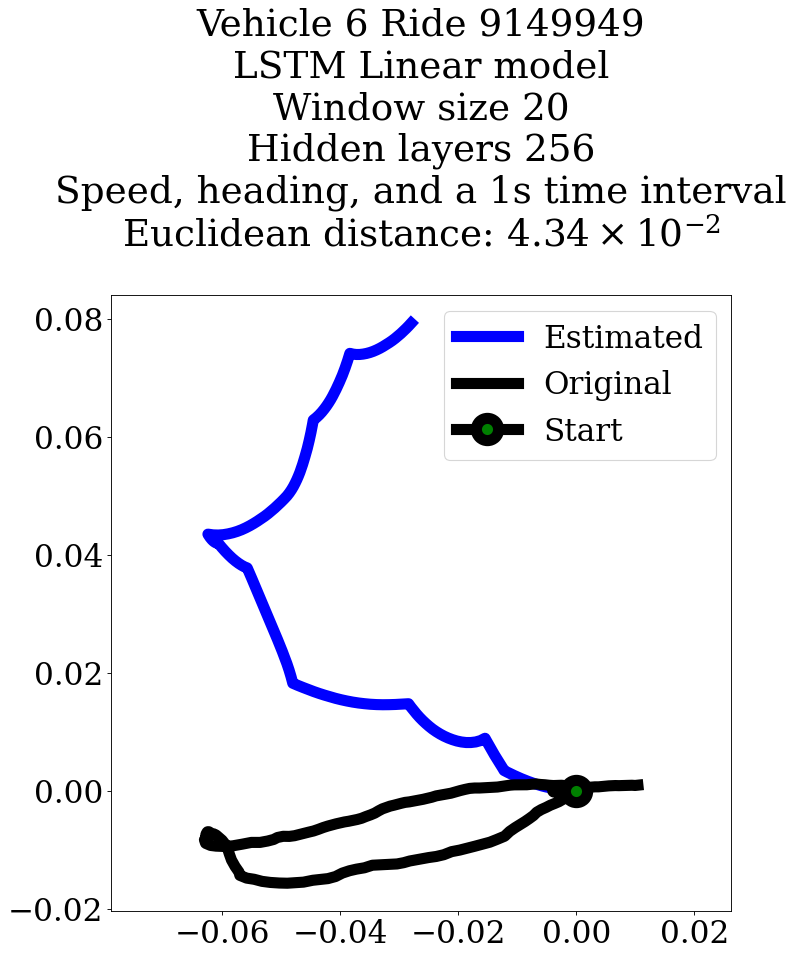 Vehicle 6 Ride 9149949
LSTM Linear model
Window size 20
Hidden layers 256
Speed, heading, and a 1s time interval
Euclidean distance: 4.34 × 10⁻²
Estimated
Original
Start
0.08
0.06
0.04
0.02
0.00
−0.02
−0.06 −0.04 −0.02 0.00 0.02